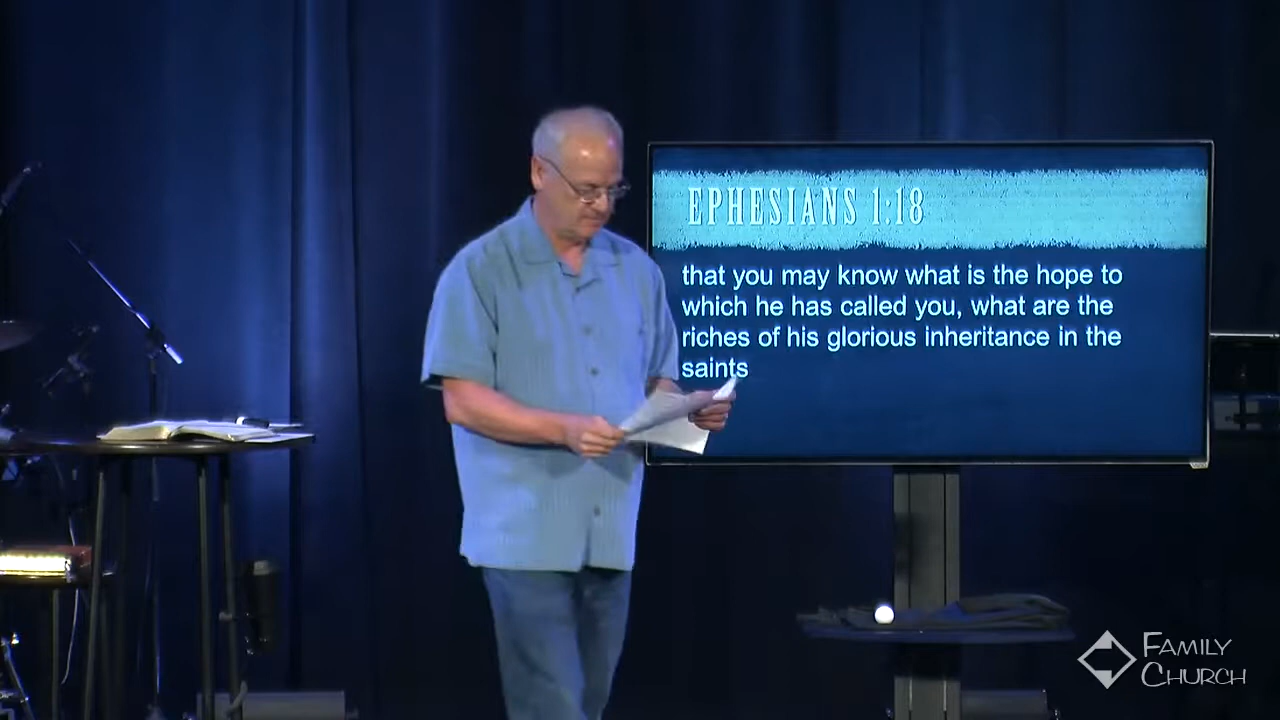 EPHESIANS 1:18
that you may know what is the hope to
which he has called you, what are the
riches of his glorious inheritance in the
saints
FAMILY
CHURCH